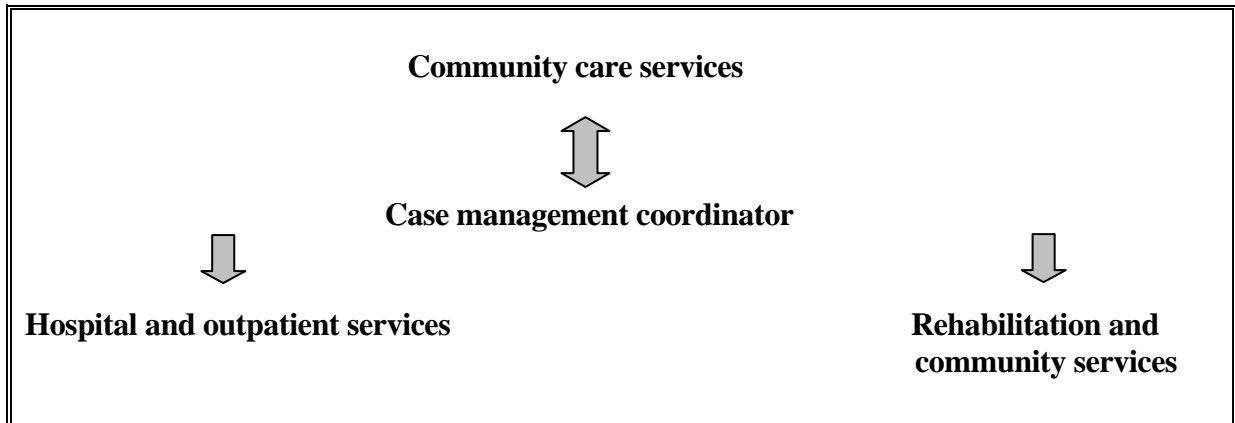 Community care services
Case management coordinator
Hospital and outpatient services
Rehabilitation and
community services